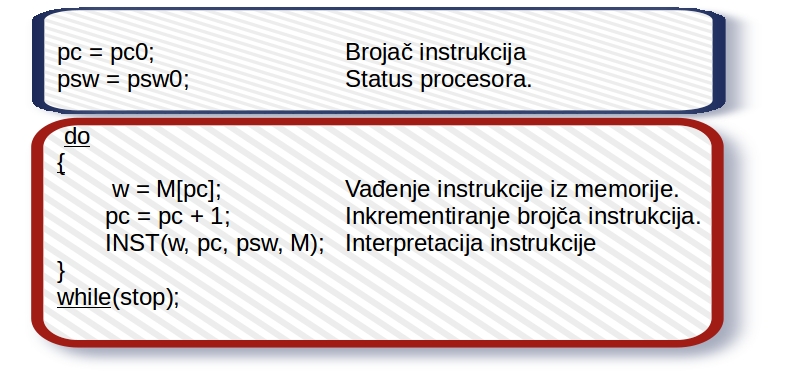 pc = pc0; Brojač instrukcija
psw = psw0; Status procesora.
do
{
w = M[pc]; Vađenje instrukcije iz memorije.
pc = pc + 1; Inkrementiranje brojča instrukcija.
INST(w, pc, psw, M); Interpretacija instrukcije
}
while(stop);